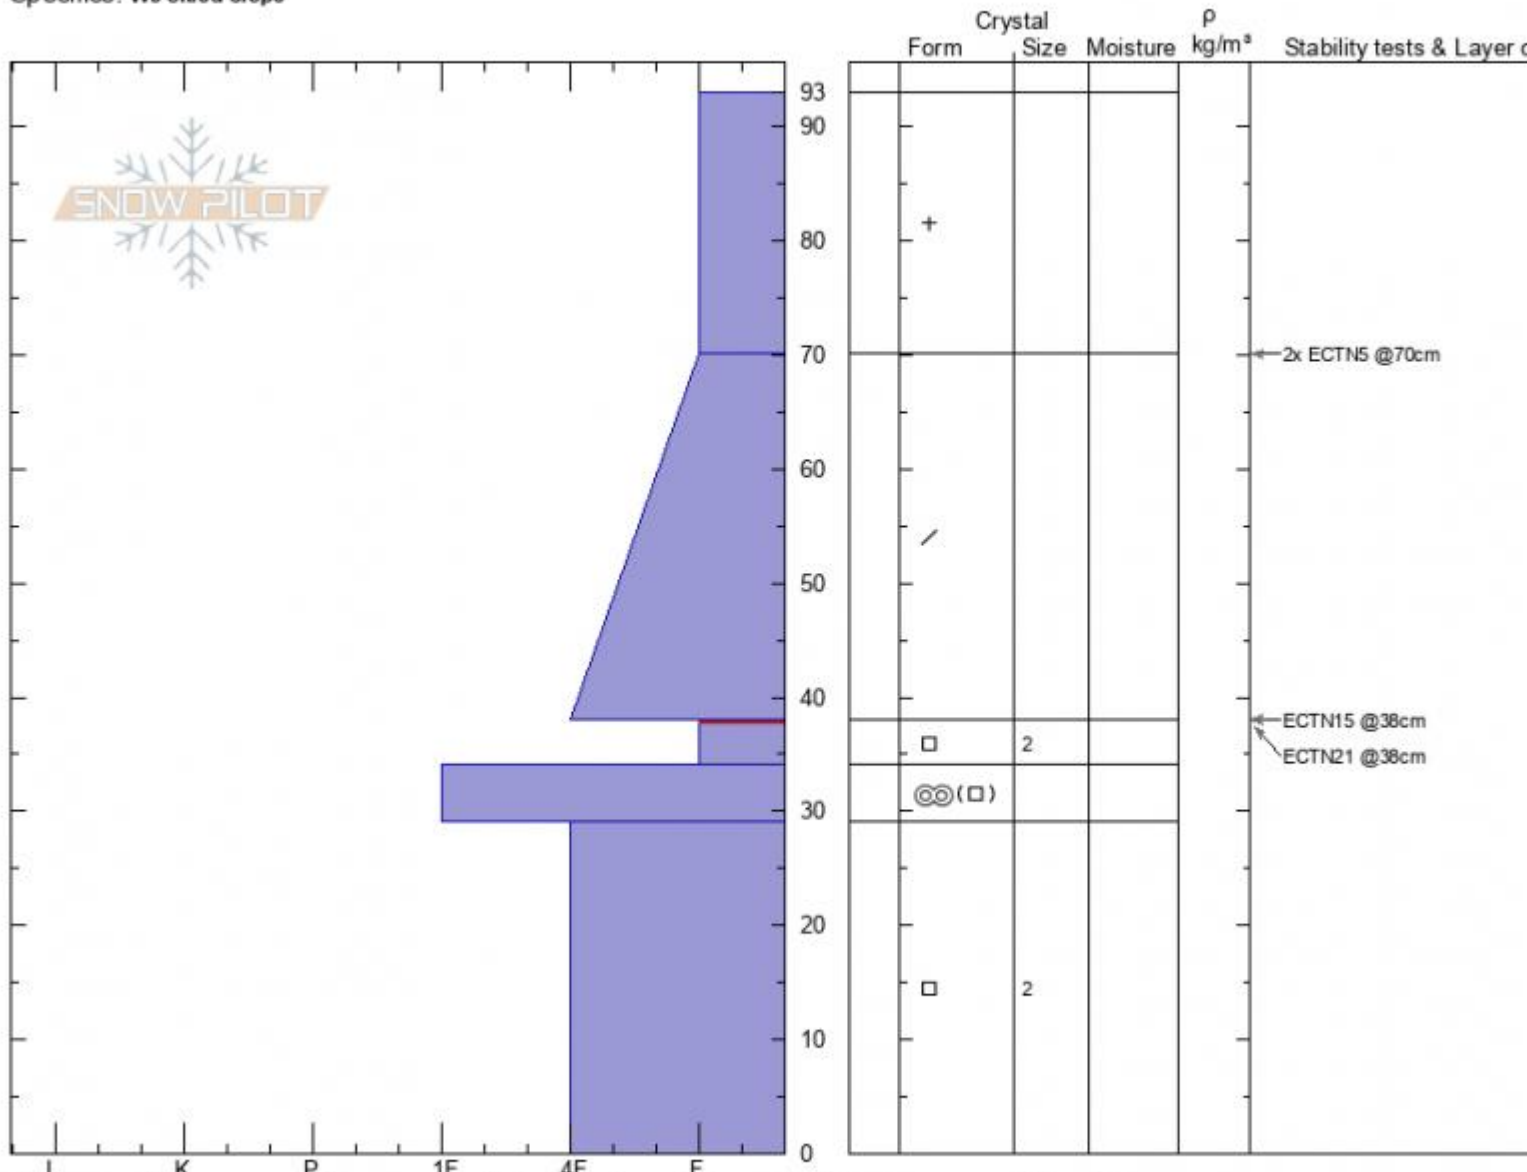 Crystal
ρ
Form Size Moisture kg/m³ Stability tests & Layer
SNOW PILOT
93
90
+
80
70
2x ECTN5 @70cm
60
/
50
40
ECTN15 @38cm
□ 2
ECTN21 @38cm
(□)
30
20
□ 2
10
0
I K P 1F 4F F